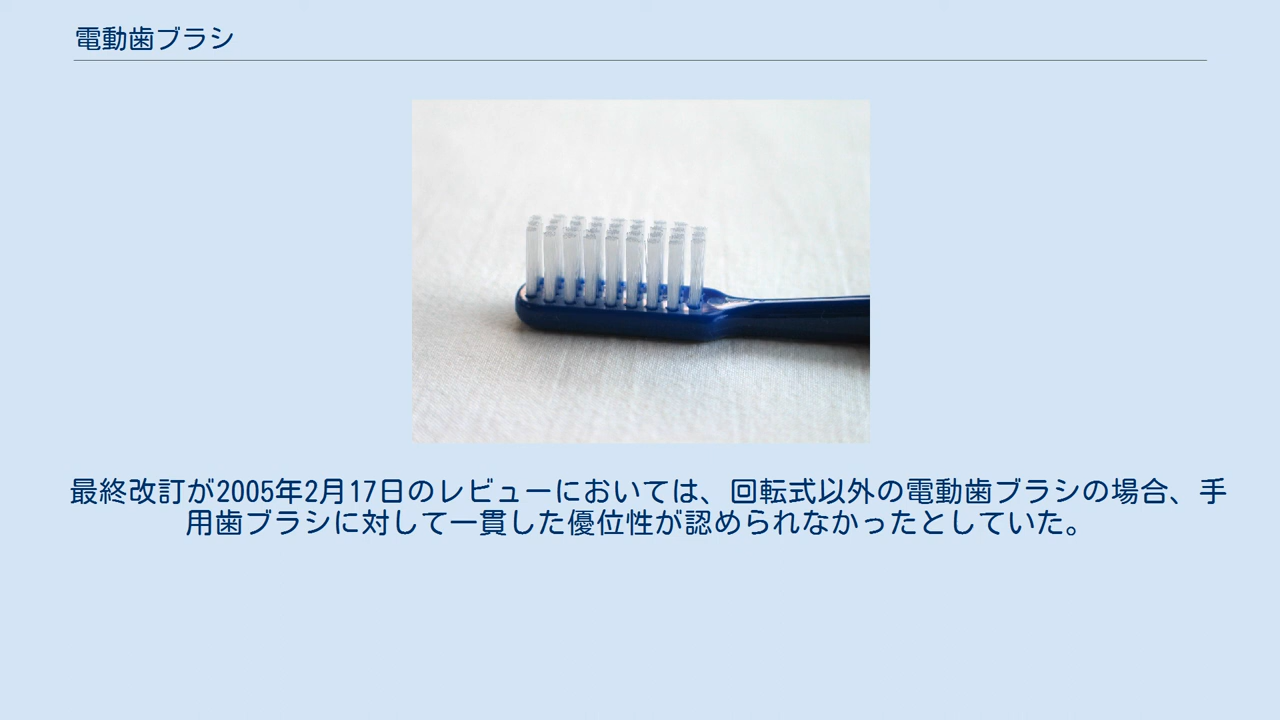 電動歯ブラシ
最終改訂が2005年2月17日のレビューにおいては、回転式以外の電動歯ブラシの場合、手
用歯ブラシに対して一貫した優位性が認められなかったとしていた。